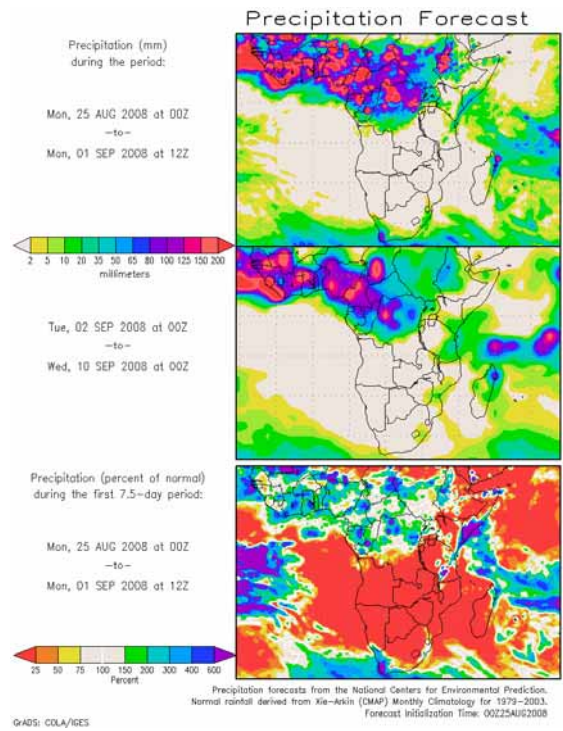 Precipitation Forecast
Precipitation (mm)
during the period:
Mon, 25 AUG 2008 at 00Z
—to—
Mon, 01 SEP 2008 at 12Z
2 5 10 20 35 50 65 80 100 125 150 200
millimeters
Tue, 02 SEP 2008 at 00Z
—to—
Wed, 10 SEP 2008 at 00Z
Precipitation (percent of normal)
during the first 7.5-day period:
Mon, 25 AUG 2008 at 00Z
—to—
Mon, 01 SEP 2008 at 12Z
25 50 75 100 150 200 300 400 600
Percent
Precipitation forecasts from the National Centers for Environmental Prediction.
Normal rainfall derived from Xie-Arkin (CMAP) Monthly Climatology for 1979-2003.
Forecast Initialization Time: 00Z25AUG2008
GrADS: COLA/IGES